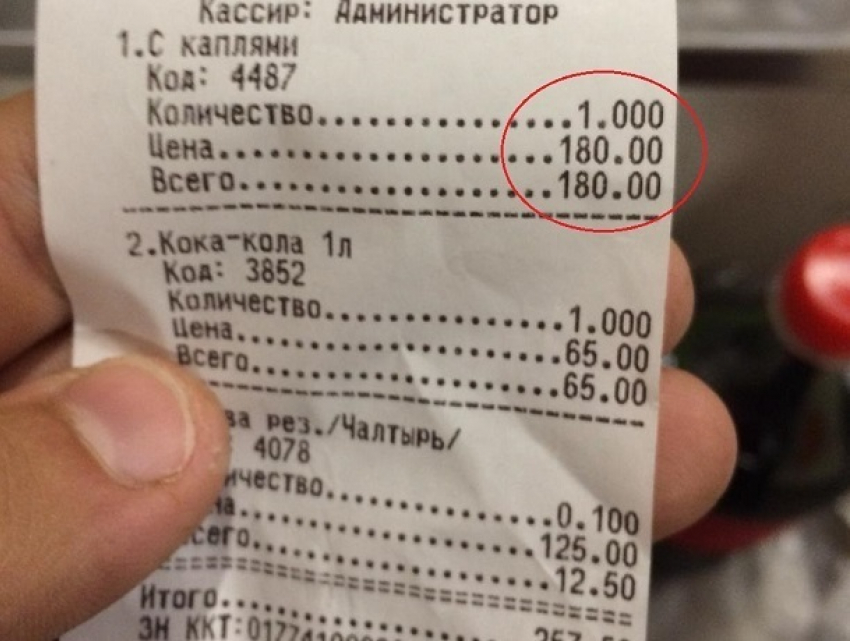 Кассир: Администратор
1.С каплями
Код: 4487
Количество................1.000
Цена................180.00
Всего................180.00
2.Кока-кола 1л
Код: 3852
Количество................1.000
Цена................65.00
Всего................65.00
рез./Чалтырь/
4078
0.100
125.00
12.50
Итого
ЗН ККТ: